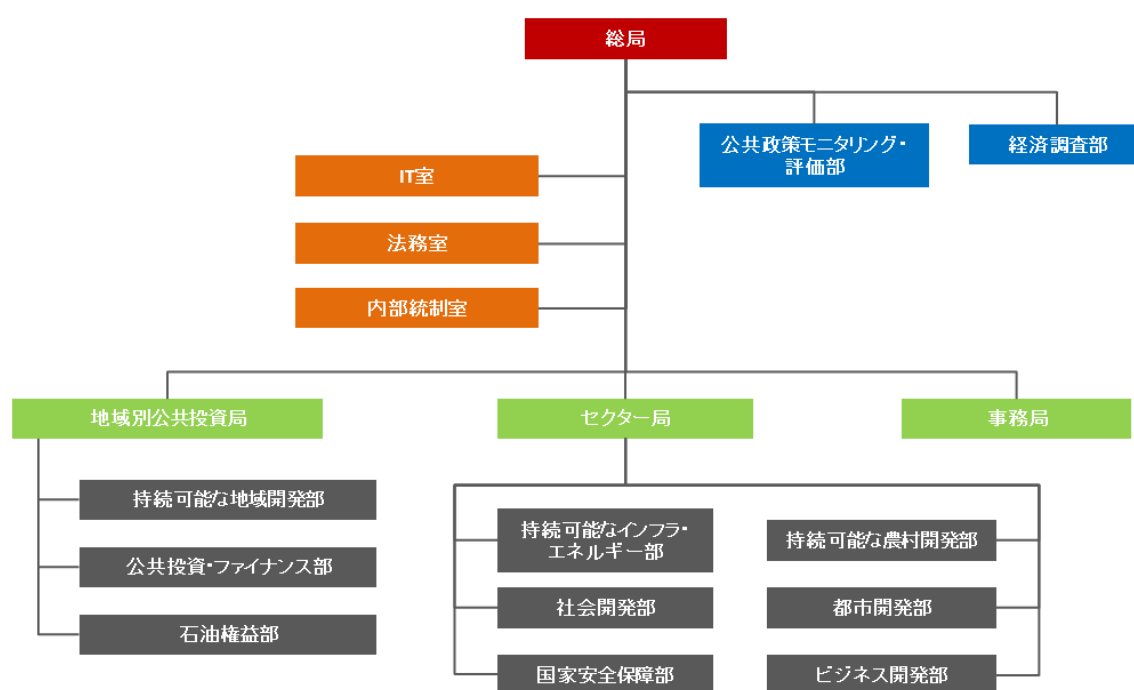 総局
公共政策モニタリング・
評価部
経済調査部
IT室
法務室
内部統制室
地域別公共投資局
セクター局
事務局
持続可能な地域開発部
公共投資・ファイナンス部
石油権益部
持続可能なインフラ・
エネルギー部
持続可能な農村開発部
社会開発部
都市開発部
国家安全保障部
ビジネス開発部